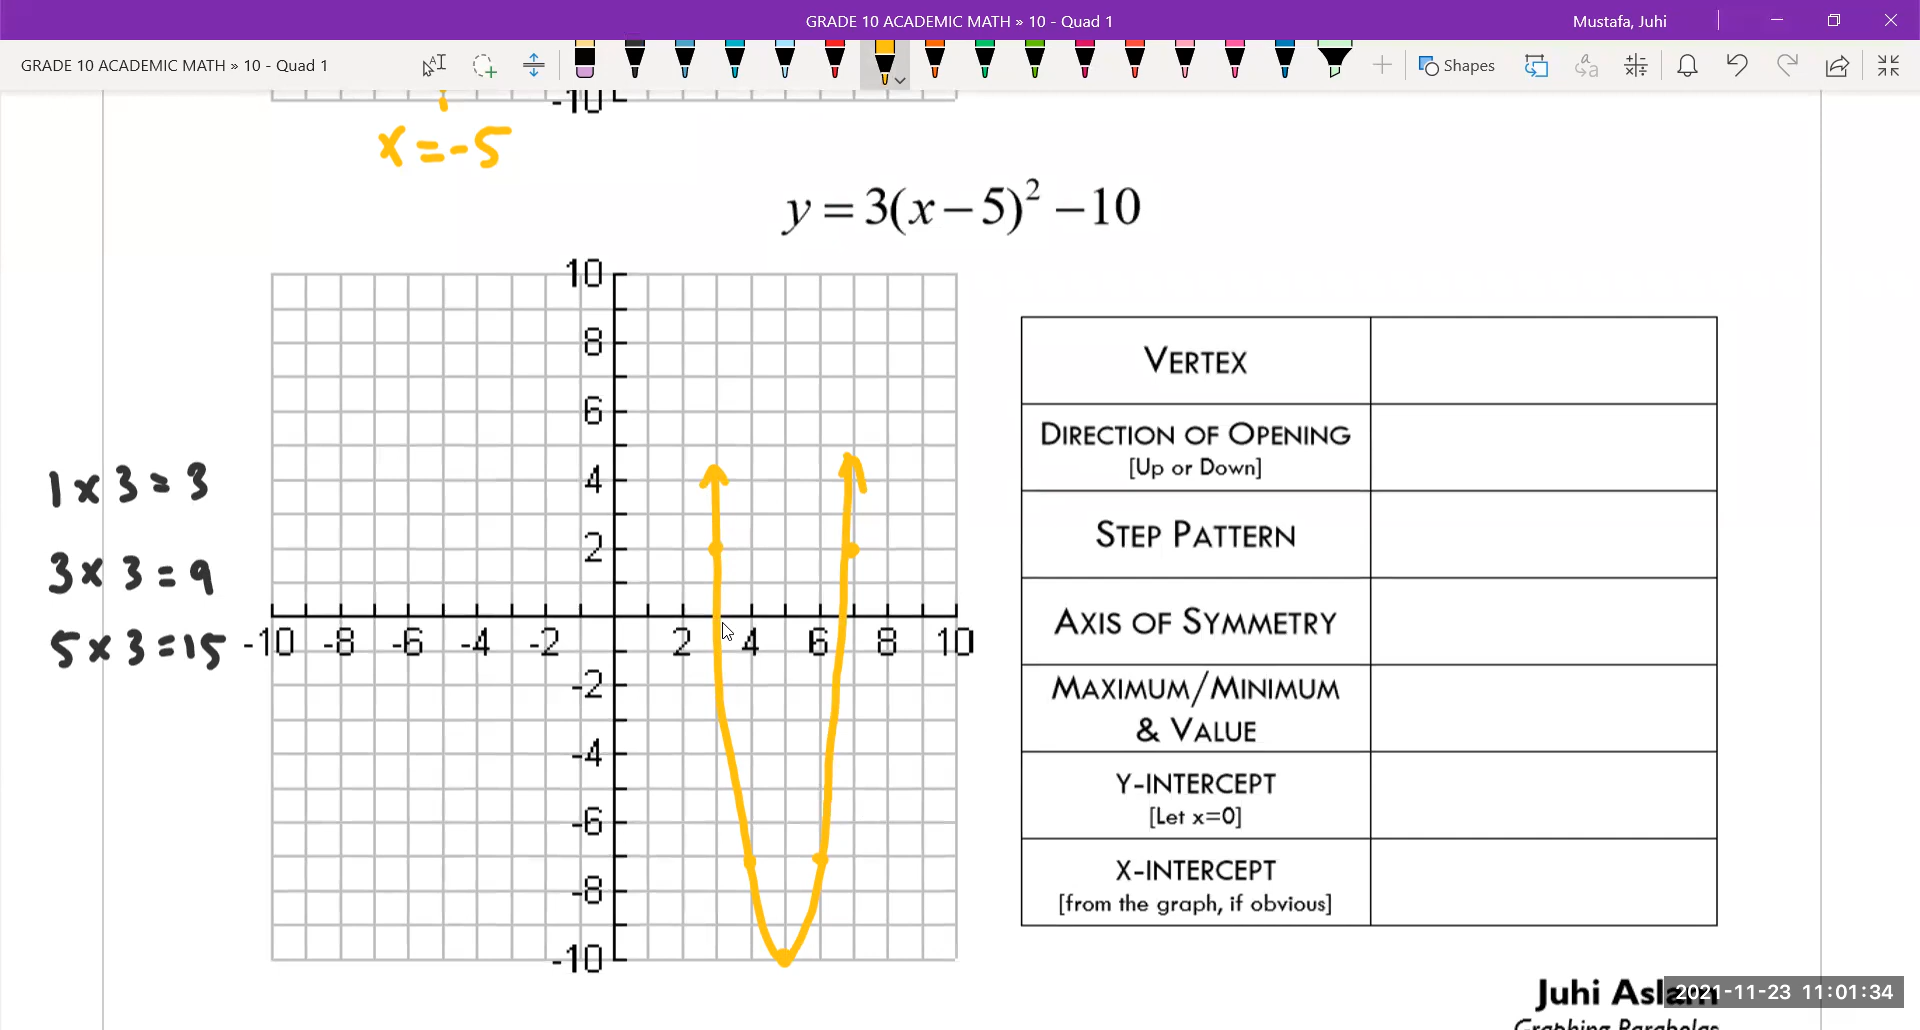 GRADE 10 ACADEMIC MATH » 10 - Quad 1
Mustafa, Juhi
GRADE 10 ACADEMIC MATH » 10 - Quad 1
Shapes
-10
x = -5
y = 3(x − 5)² − 10
10
8
6
4
2
-10 -8 -6 -4 -2 2 4 6 8 10
-2
-4
-6
-8
-10
1 x 3 = 3
3 x 3 = 9
5 x 3 = 15
VERTEX
DIRECTION OF OPENING
[Up or Down]
STEP PATTERN
AXIS OF SYMMETRY
MAXIMUM/MINIMUM
& VALUE
Y-INTERCEPT
[Let x=0]
X-INTERCEPT
[from the graph, if obvious]
Juhi Aslam
2021-11-23 11:01:34
Graphing Parabolas